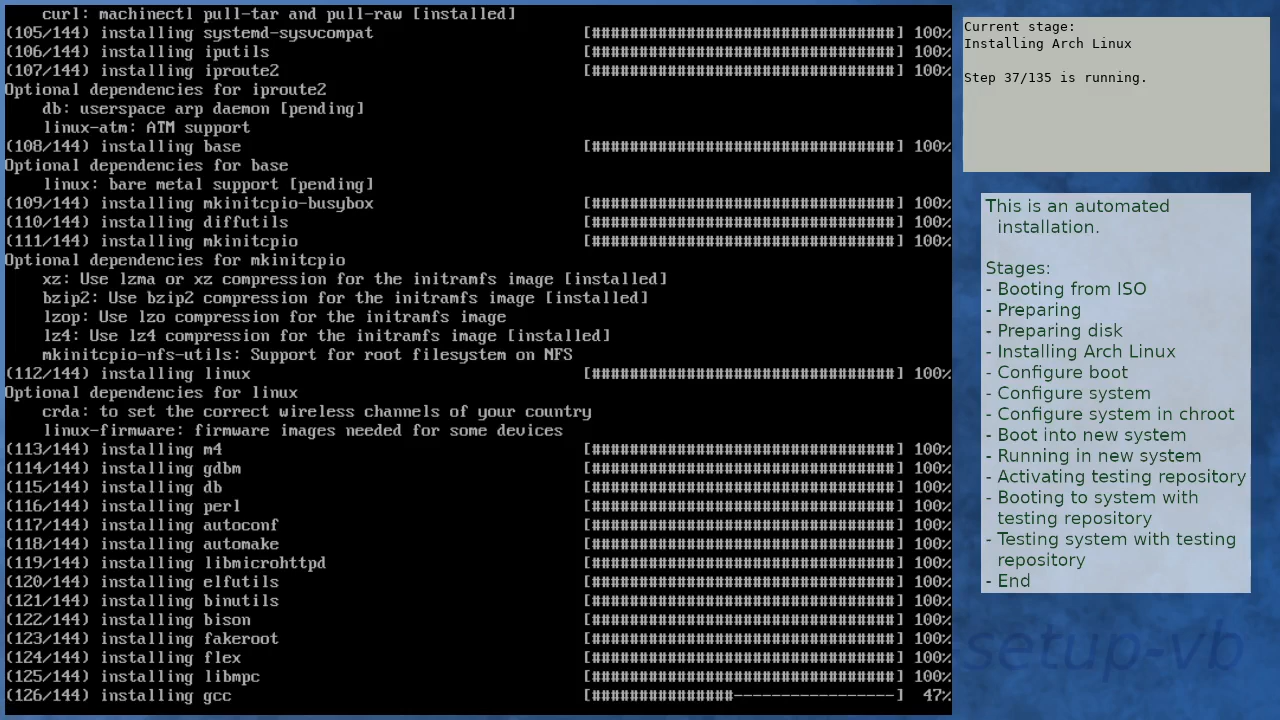 curl: machinectl pull-tar and pull-raw [installed]
(105/144) installing systemd-sysvcompat [################################] 100%
(106/144) installing iputils [################################] 100%
(107/144) installing iproute2 [################################] 100%
Optional dependencies for iproute2
db: userspace arp daemon [pending]
linux-atm: ATM support
(108/144) installing base [################################] 100%
Optional dependencies for base
linux: bare metal support [pending]
(109/144) installing mkinitcpio-busybox [################################] 100%
(110/144) installing diffutils [################################] 100%
(111/144) installing mkinitcpio [################################] 100%
Optional dependencies for mkinitcpio
xz: Use lzma or xz compression for the initramfs image [installed]
bzip2: Use bzip2 compression for the initramfs image [installed]
lzop: Use lzo compression for the initramfs image
lz4: Use lz4 compression for the initramfs image [installed]
mkinitcpio-nfs-utils: Support for root filesystem on NFS
(112/144) installing linux [################################] 100%
Optional dependencies for linux
crda: to set the correct wireless channels of your country
linux-firmware: firmware images needed for some devices
(113/144) installing m4 [################################] 100%
(114/144) installing gdbm [################################] 100%
(115/144) installing db [################################] 100%
(116/144) installing perl [################################] 100%
(117/144) installing autoconf [################################] 100%
(118/144) installing automake [################################] 100%
(119/144) installing libmicrohttpd [################################] 100%
(120/144) installing elfutils [################################] 100%
(121/144) installing binutils [################################] 100%
(122/144) installing bison [################################] 100%
(123/144) installing fakeroot [################################] 100%
(124/144) installing flex [################################] 100%
(125/144) installing libmpc [################################] 100%
(126/144) installing gcc [###############-----------------] 47%
Current stage:
Installing Arch Linux
Step 37/135 is running.
This is an automated
installation.
Stages:
- Booting from ISO
- Preparing
- Preparing disk
- Installing Arch Linux
- Configure boot
- Configure system
- Configure system in chroot
- Boot into new system
- Running in new system
- Activating testing repository
- Booting to system with
testing repository
- Testing system with testing
repository
- End
setup-vb